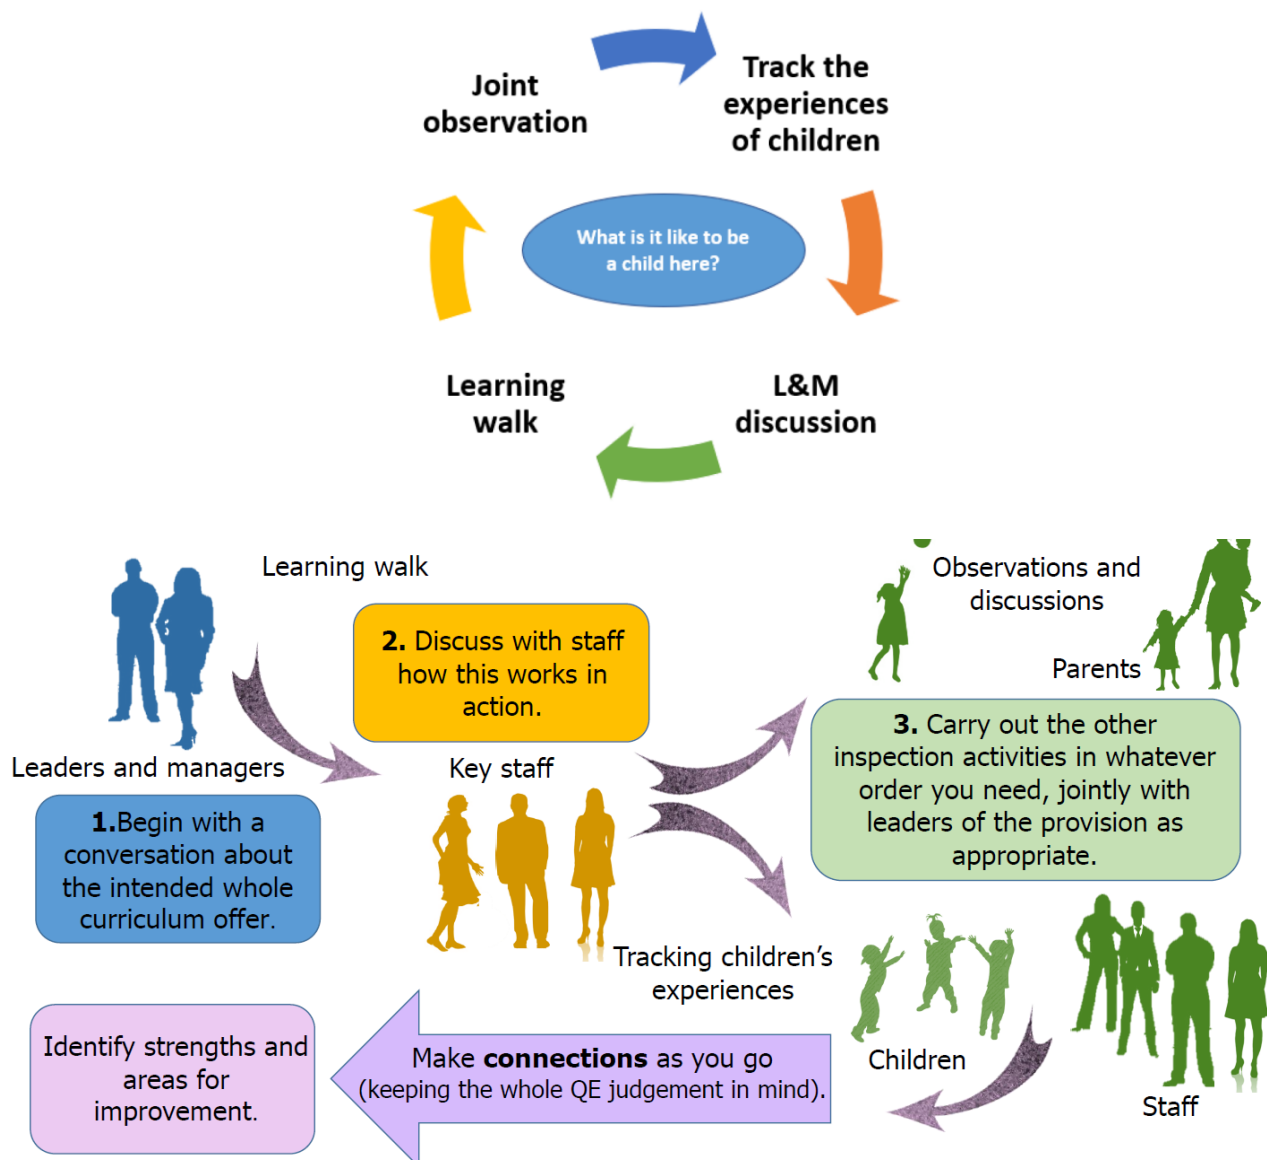 Joint
observation
Track the
experiences
of children
What is it like to be
a child here?
Learning
walk
L&M
discussion
Learning walk
Observations and
discussions
Parents
2. Discuss with staff
how this works in
action.
Leaders and managers
Key staff
3. Carry out the other
inspection activities in whatever
order you need, jointly with
leaders of the provision as
appropriate.
1.Begin with a
conversation about
the intended whole
curriculum offer.
Tracking children’s
experiences
Children
Staff
Make connections as you go
(keeping the whole QE judgement in mind).
Identify strengths and
areas for
improvement.